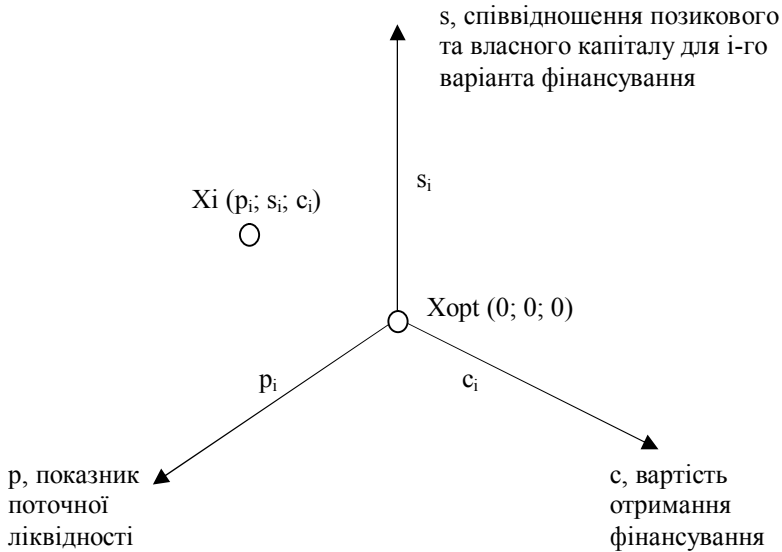 s, співвідношення позикового
та власного капіталу для і-го
варіанта фінансування
sᵢ
Xi (pᵢ; sᵢ; cᵢ)
Xopt (0; 0; 0)
pᵢ
cᵢ
p, показник
поточної
ліквідності
с, вартість
отримання
фінансування